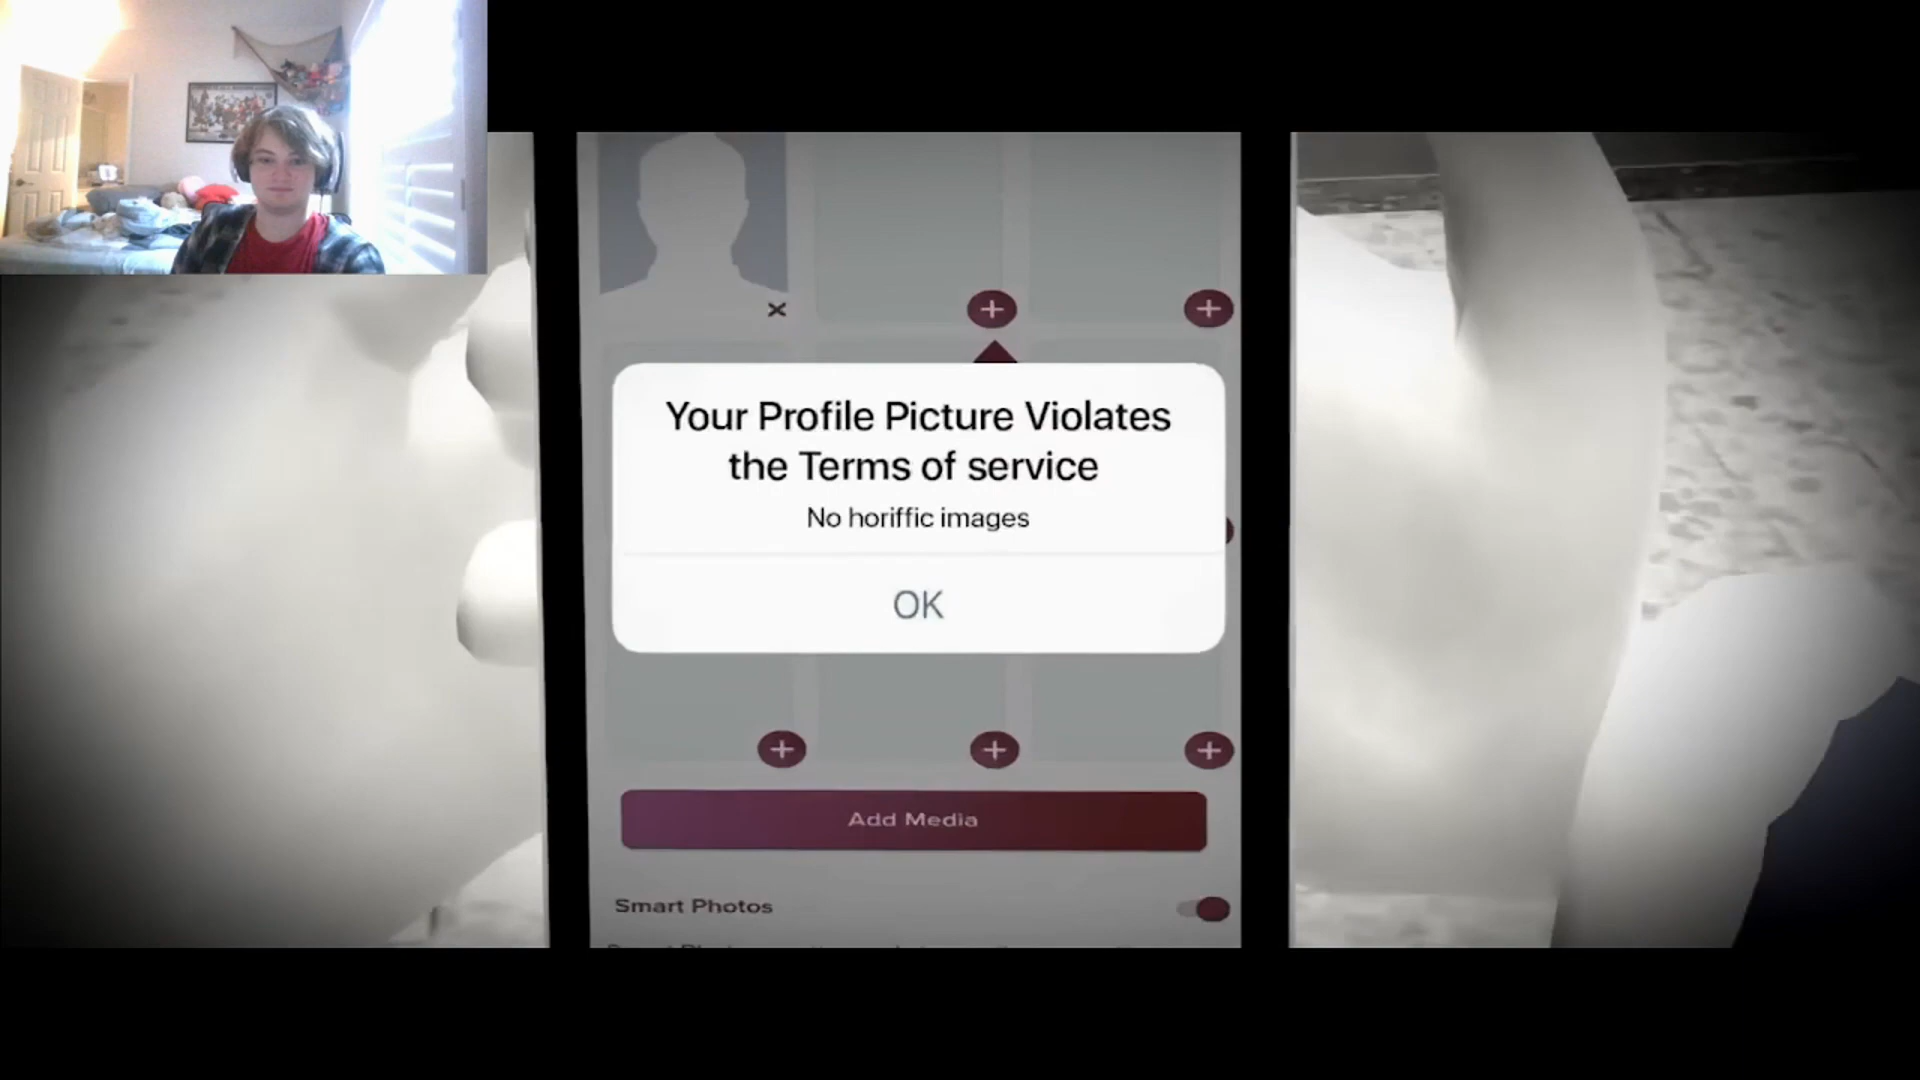 Your Profile Picture Violates
the Terms of service
No horiffic images
OK
Add Media
Smart Photos